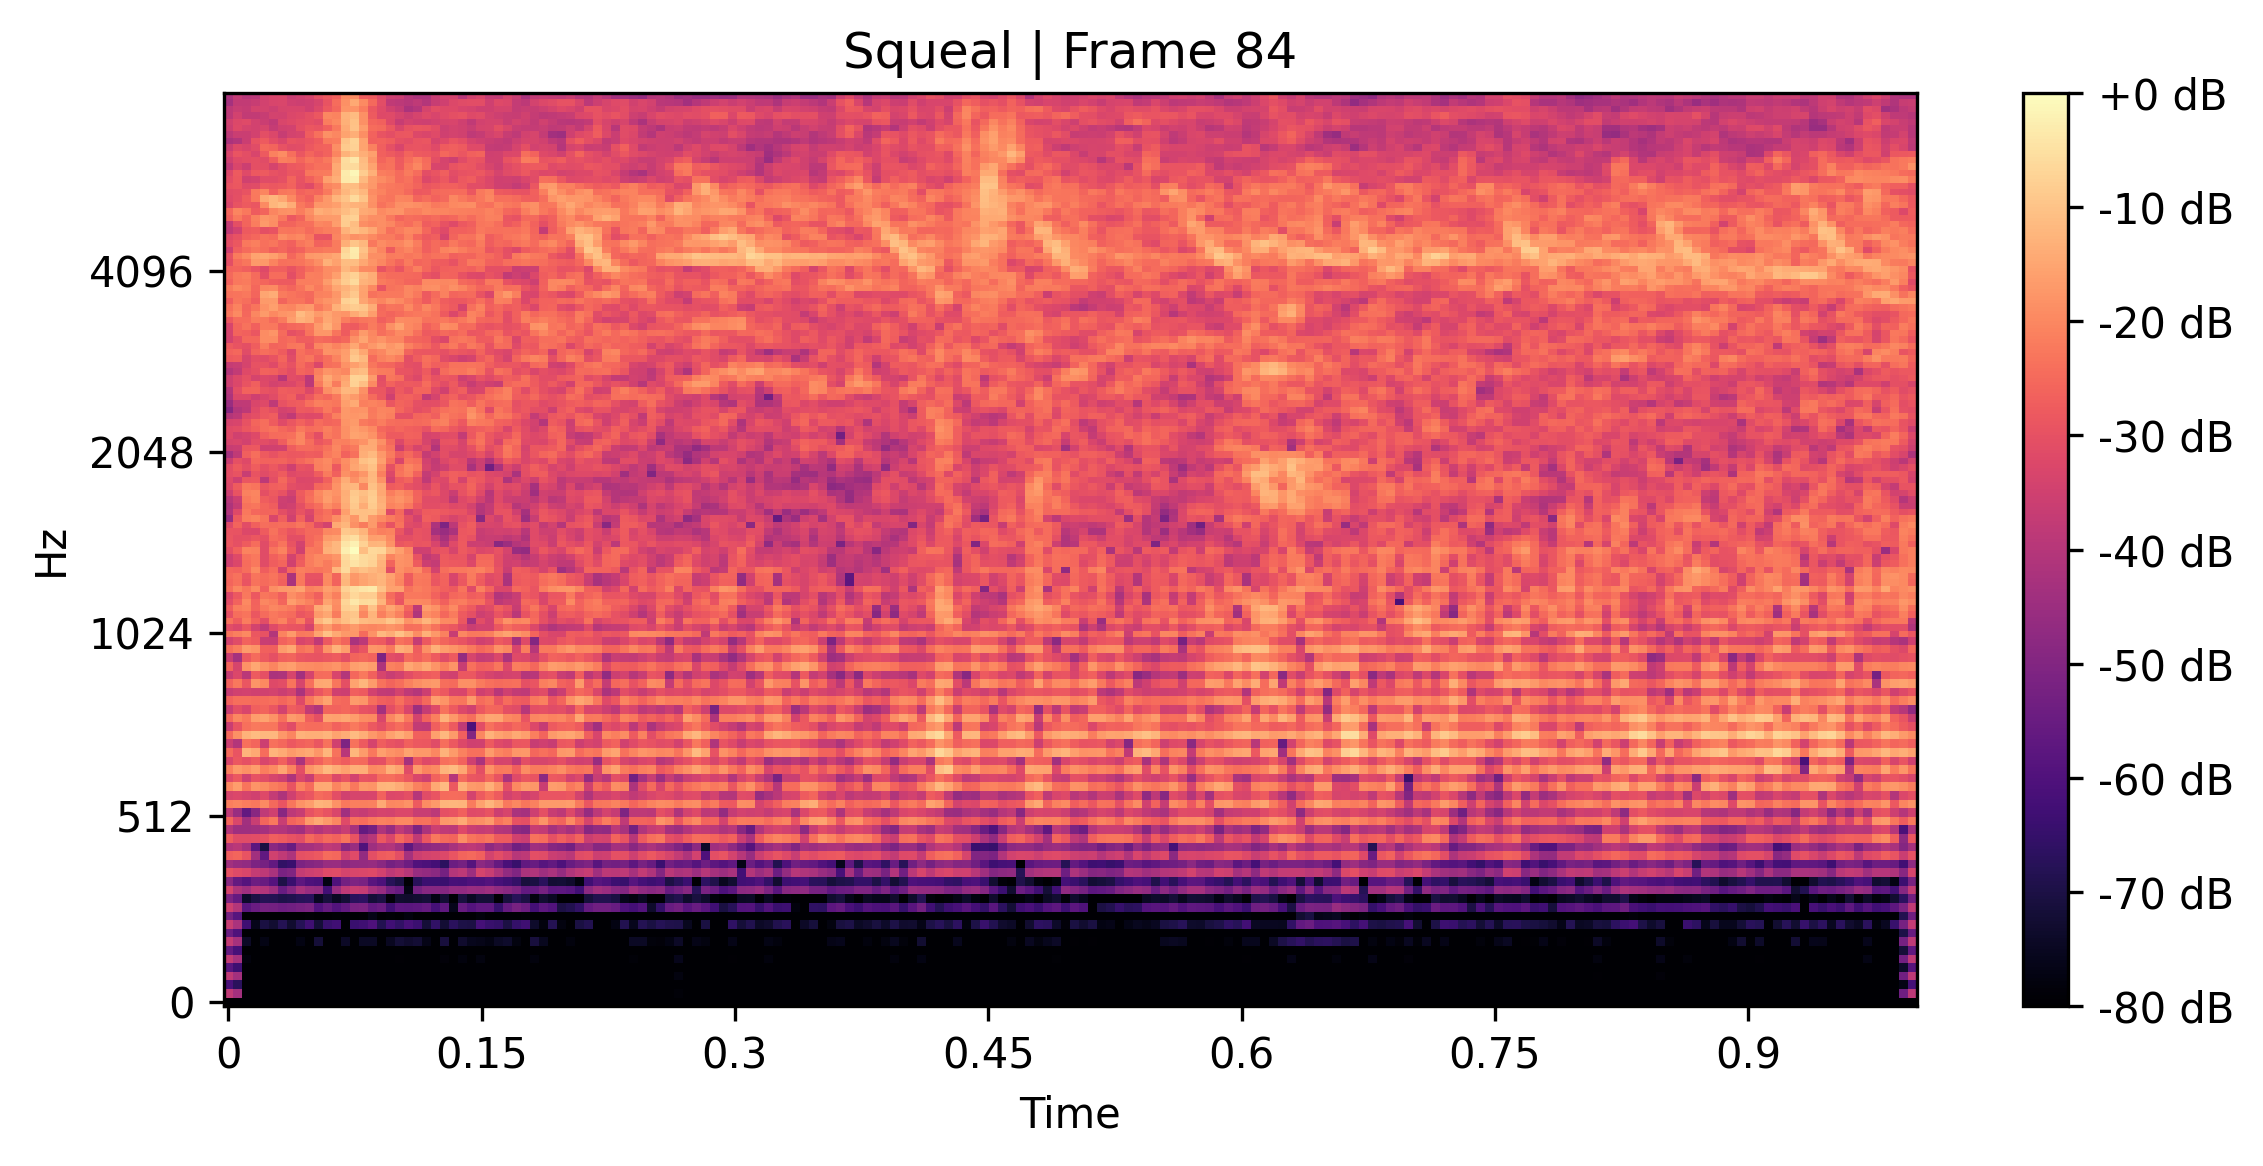 Squeal | Frame 84
Hz
4096
2048
1024
512
0
0 0.15 0.3 0.45 0.6 0.75 0.9
Time
+0 dB
-10 dB
-20 dB
-30 dB
-40 dB
-50 dB
-60 dB
-70 dB
-80 dB